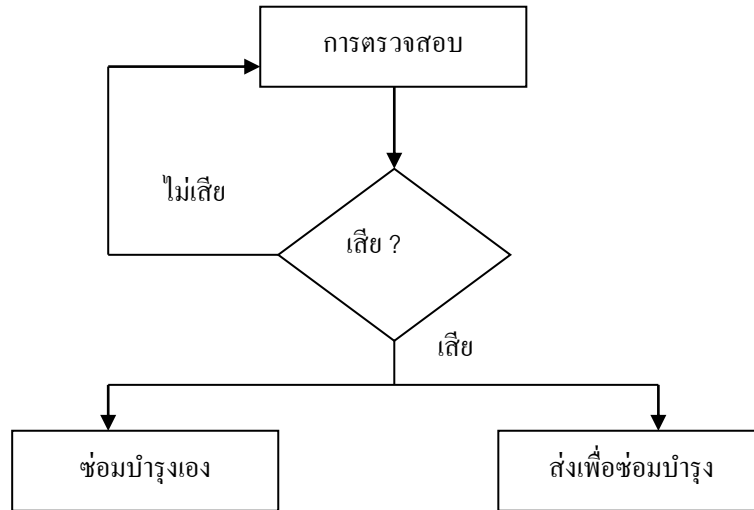 การตรวจสอบ
ไม่เสีย
เสีย ?
เสีย
ซ่อมบำรุงเอง
ส่งเพื่อซ่อมบำรุง